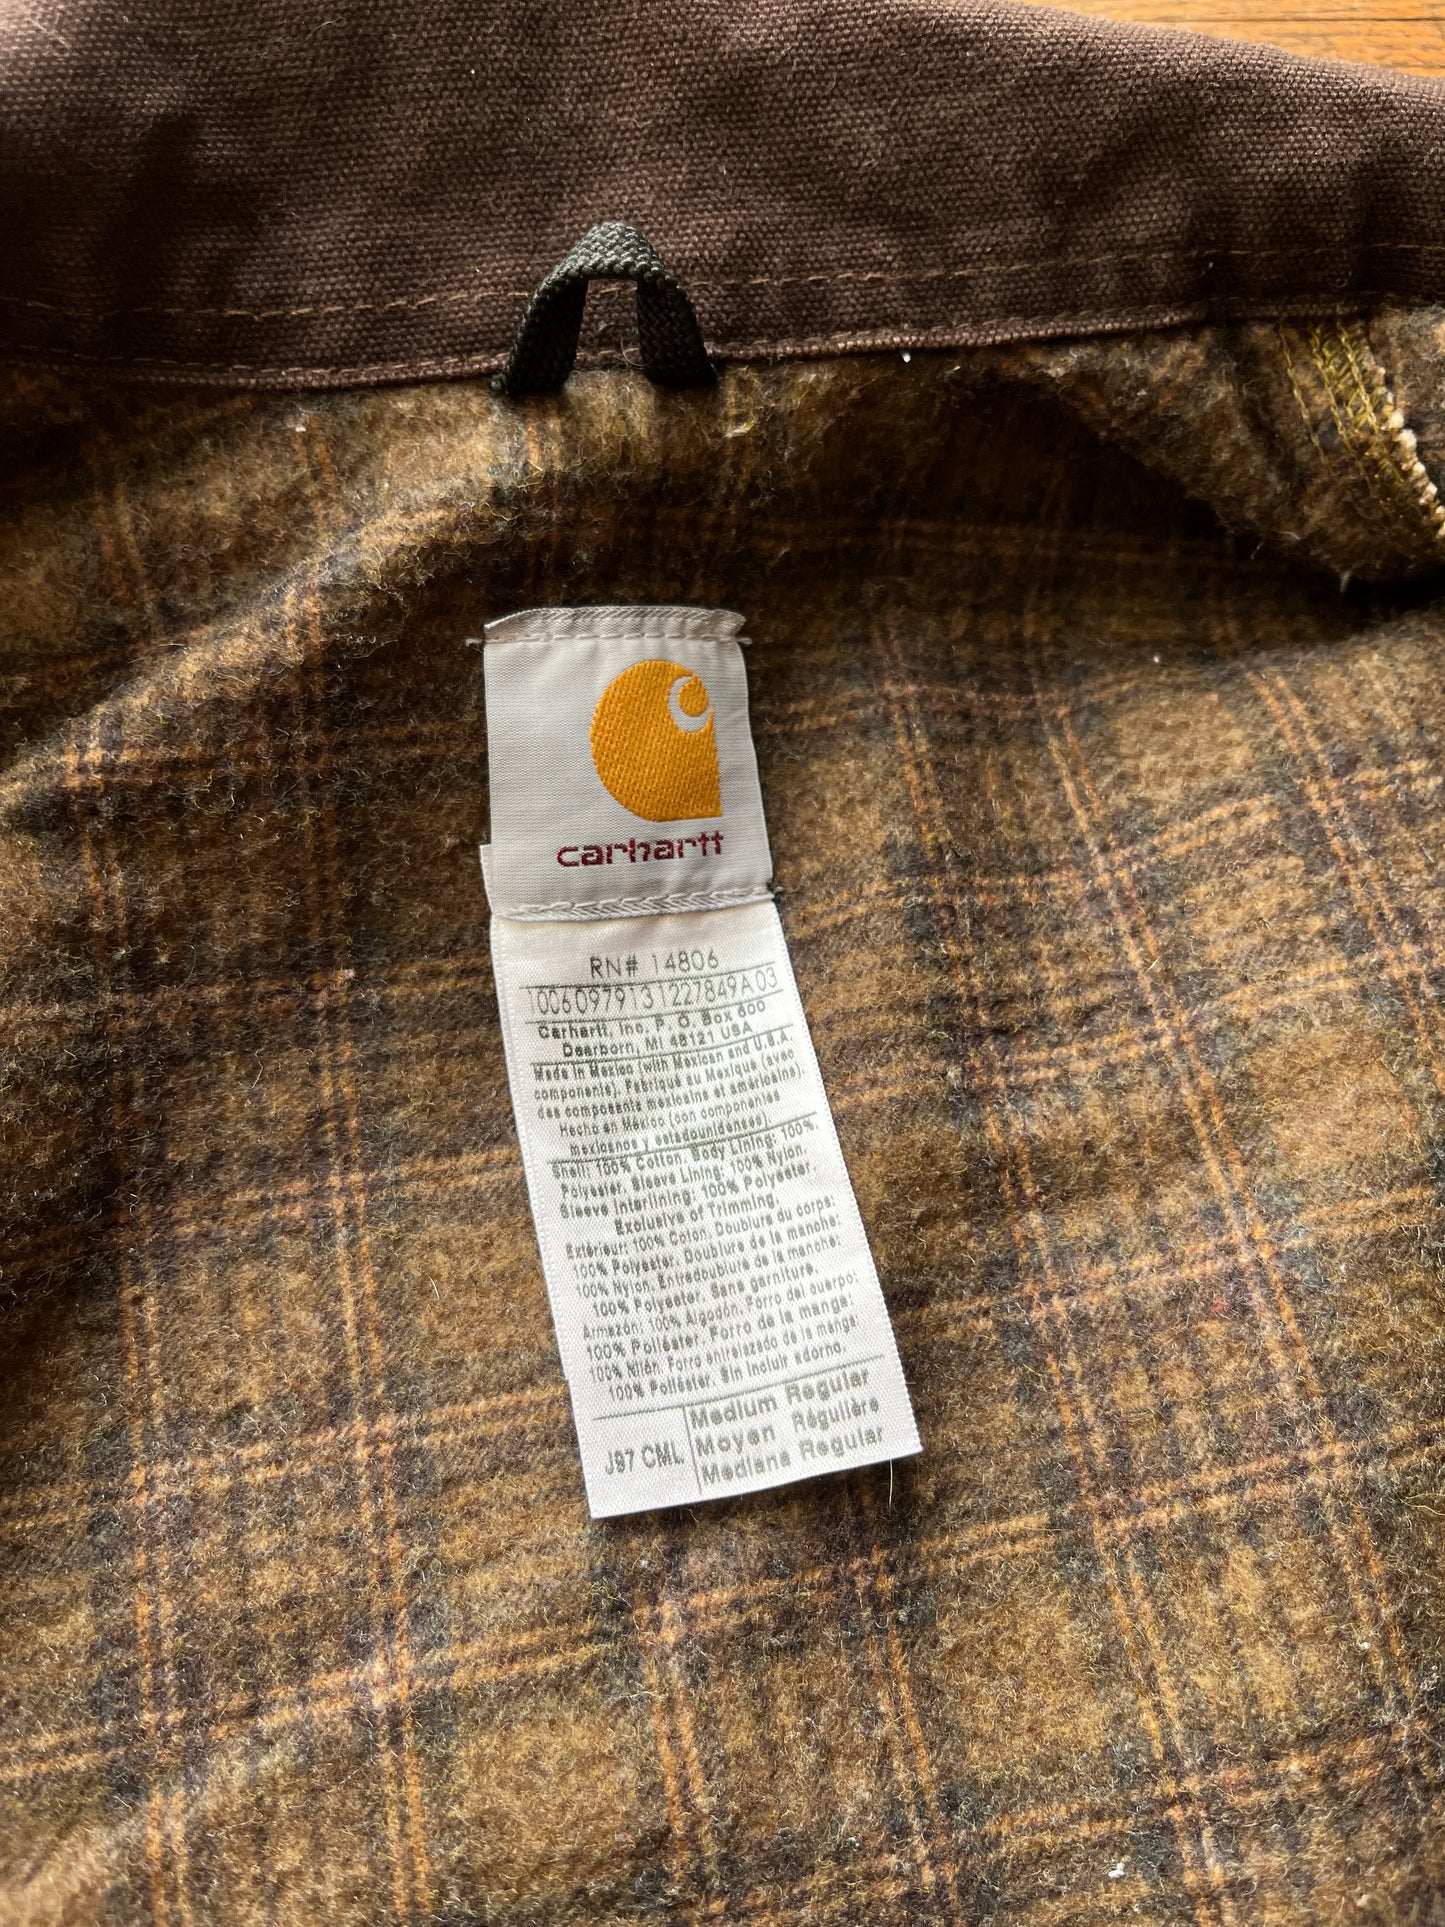 carhartt
RN# 14806
10060979131227849A03
Carhartt, Inc. P. O. Box 600
Dearborn, MI 48121 USA
Made in Mexico (with Mexican and U.S.A.
components). Fabriqué au Mexique (avec
des composants mexicains et américains).
Hecho en México (con componantes
mexicanos y estadounidenses).
Shell: 100% Cotton. Body Lining: 100%
Polyester. Sleeve Lining: 100% Nylon.
Sleeve Interlining: 100% Polyester
Exclusive of Trimming.
Extérieur: 100% Coton. Doublure du corps:
100% Polyester. Doublure de la manche:
100% Nylon. Entredoublure de la manche:
100% Polyester. Sans garniture.
Armazón: 100% Algodón. Forro del cuerpo:
100% Poliéster. Forro de la manga:
100% Nilón. Forro entrelazado de la manga:
100% Poliéster. Sin incluir adorno.
J97 CML
Medium Regular
Moyen Régulière
Mediana Regular